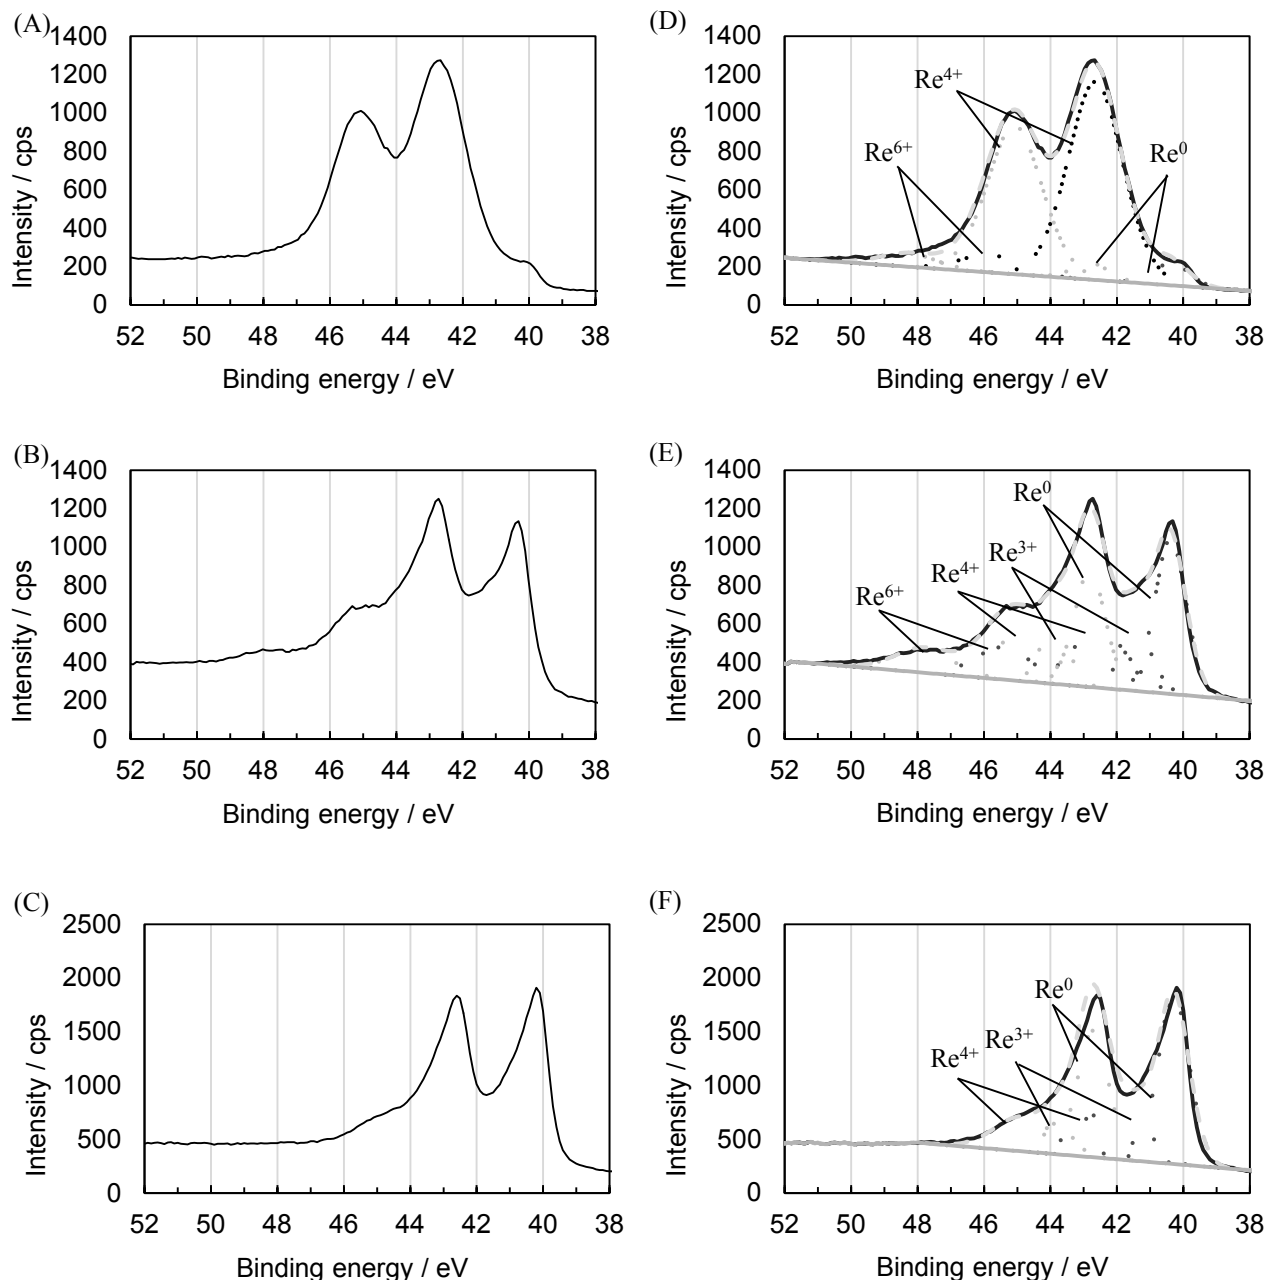 (A)
1400
1200
1000
800
600
400
200
0
Intensity / cps
52 50 48 46 44 42 40 38
Binding energy / eV
(D)
1400
1200
1000
800
600
400
200
0
Intensity / cps
Re⁴⁺
Re⁶⁺
Re⁰
52 50 48 46 44 42 40 38
Binding energy / eV
(B)
1400
1200
1000
800
600
400
200
0
Intensity / cps
52 50 48 46 44 42 40 38
Binding energy / eV
(E)
1400
1200
1000
800
600
400
200
0
Intensity / cps
Re⁰
Re³⁺
Re⁴⁺
Re⁶⁺
52 50 48 46 44 42 40 38
Binding energy / eV
(C)
2500
2000
1500
1000
500
0
Intensity / cps
52 50 48 46 44 42 40 38
Binding energy / eV
(F)
2500
2000
1500
1000
500
0
Intensity / cps
Re⁰
Re³⁺
Re⁴⁺
52 50 48 46 44 42 40 38
Binding energy / eV